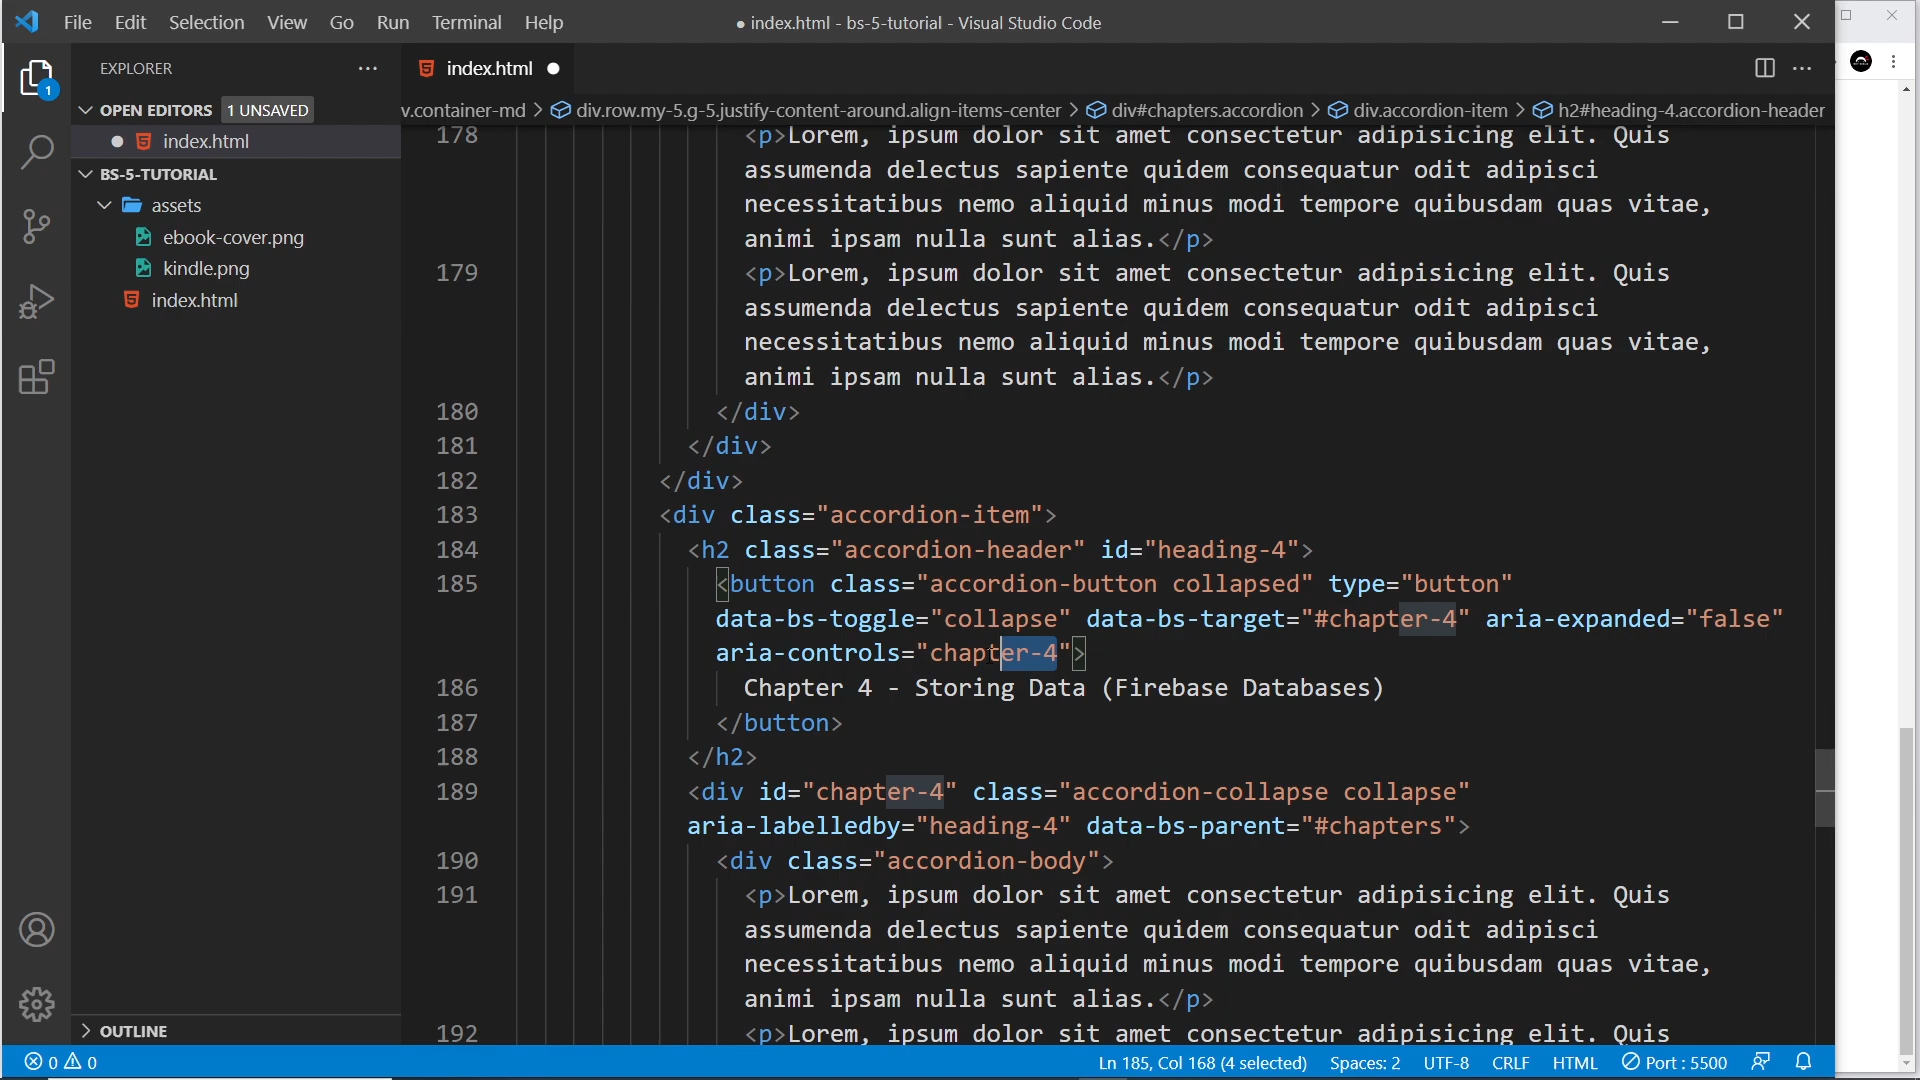 File Edit Selection View Go Run Terminal Help
● index.html - bs-5-tutorial - Visual Studio Code
EXPLORER
index.html
OPEN EDITORS 1 UNSAVED
v.container-md > div.row.my-5.g-5.justify-content-around.align-items-center > div#chapters.accordion > div.accordion-item > h2#heading-4.accordion-header
1
index.html
BS-5-TUTORIAL
assets
ebook-cover.png
kindle.png
index.html
178 <p>Lorem, ipsum dolor sit amet consectetur adipisicing elit. Quis
assumenda delectus sapiente quidem consequatur odit adipisci
necessitatibus nemo aliquid minus modi tempore quibusdam quas vitae,
animi ipsam nulla sunt alias.</p>
179 <p>Lorem, ipsum dolor sit amet consectetur adipisicing elit. Quis
assumenda delectus sapiente quidem consequatur odit adipisci
necessitatibus nemo aliquid minus modi tempore quibusdam quas vitae,
animi ipsam nulla sunt alias.</p>
180 </div>
181 </div>
182 </div>
183 <div class="accordion-item">
184 <h2 class="accordion-header" id="heading-4">
185 <button class="accordion-button collapsed" type="button"
data-bs-toggle="collapse" data-bs-target="#chapter-4" aria-expanded="false"
aria-controls="chapter-4">
186 Chapter 4 - Storing Data (Firebase Databases)
187 </button>
188 </h2>
189 <div id="chapter-4" class="accordion-collapse collapse"
aria-labelledby="heading-4" data-bs-parent="#chapters">
190 <div class="accordion-body">
191 <p>Lorem, ipsum dolor sit amet consectetur adipisicing elit. Quis
assumenda delectus sapiente quidem consequatur odit adipisci
necessitatibus nemo aliquid minus modi tempore quibusdam quas vitae,
animi ipsam nulla sunt alias.</p>
192 <p>Lorem, ipsum dolor sit amet consectetur adipisicing elit. Quis
OUTLINE
0 0
Ln 185, Col 168 (4 selected) Spaces: 2 UTF-8 CRLF HTML Port : 5500